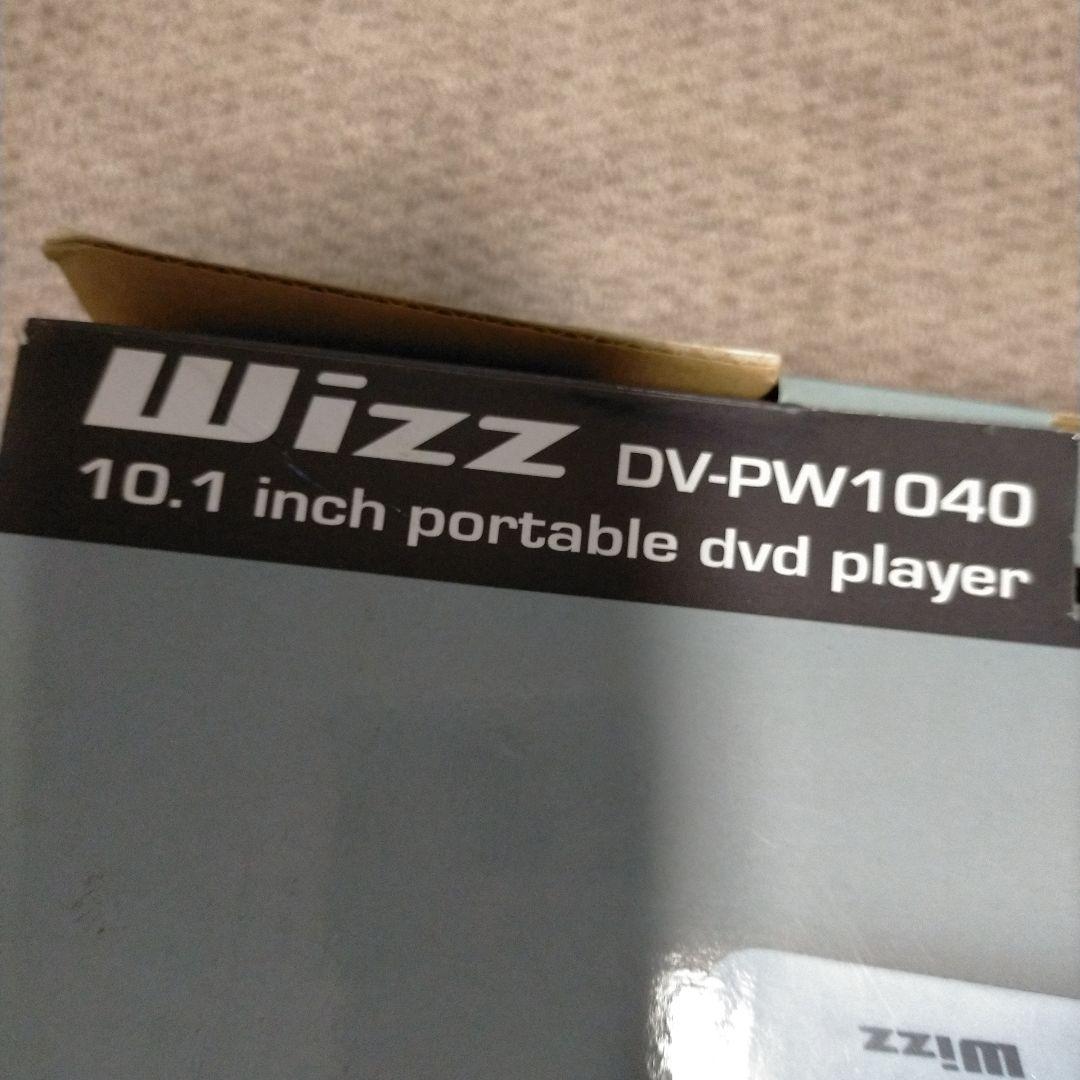 Wizz DV-PW1040
10.1 inch portable dvd player
Wizz